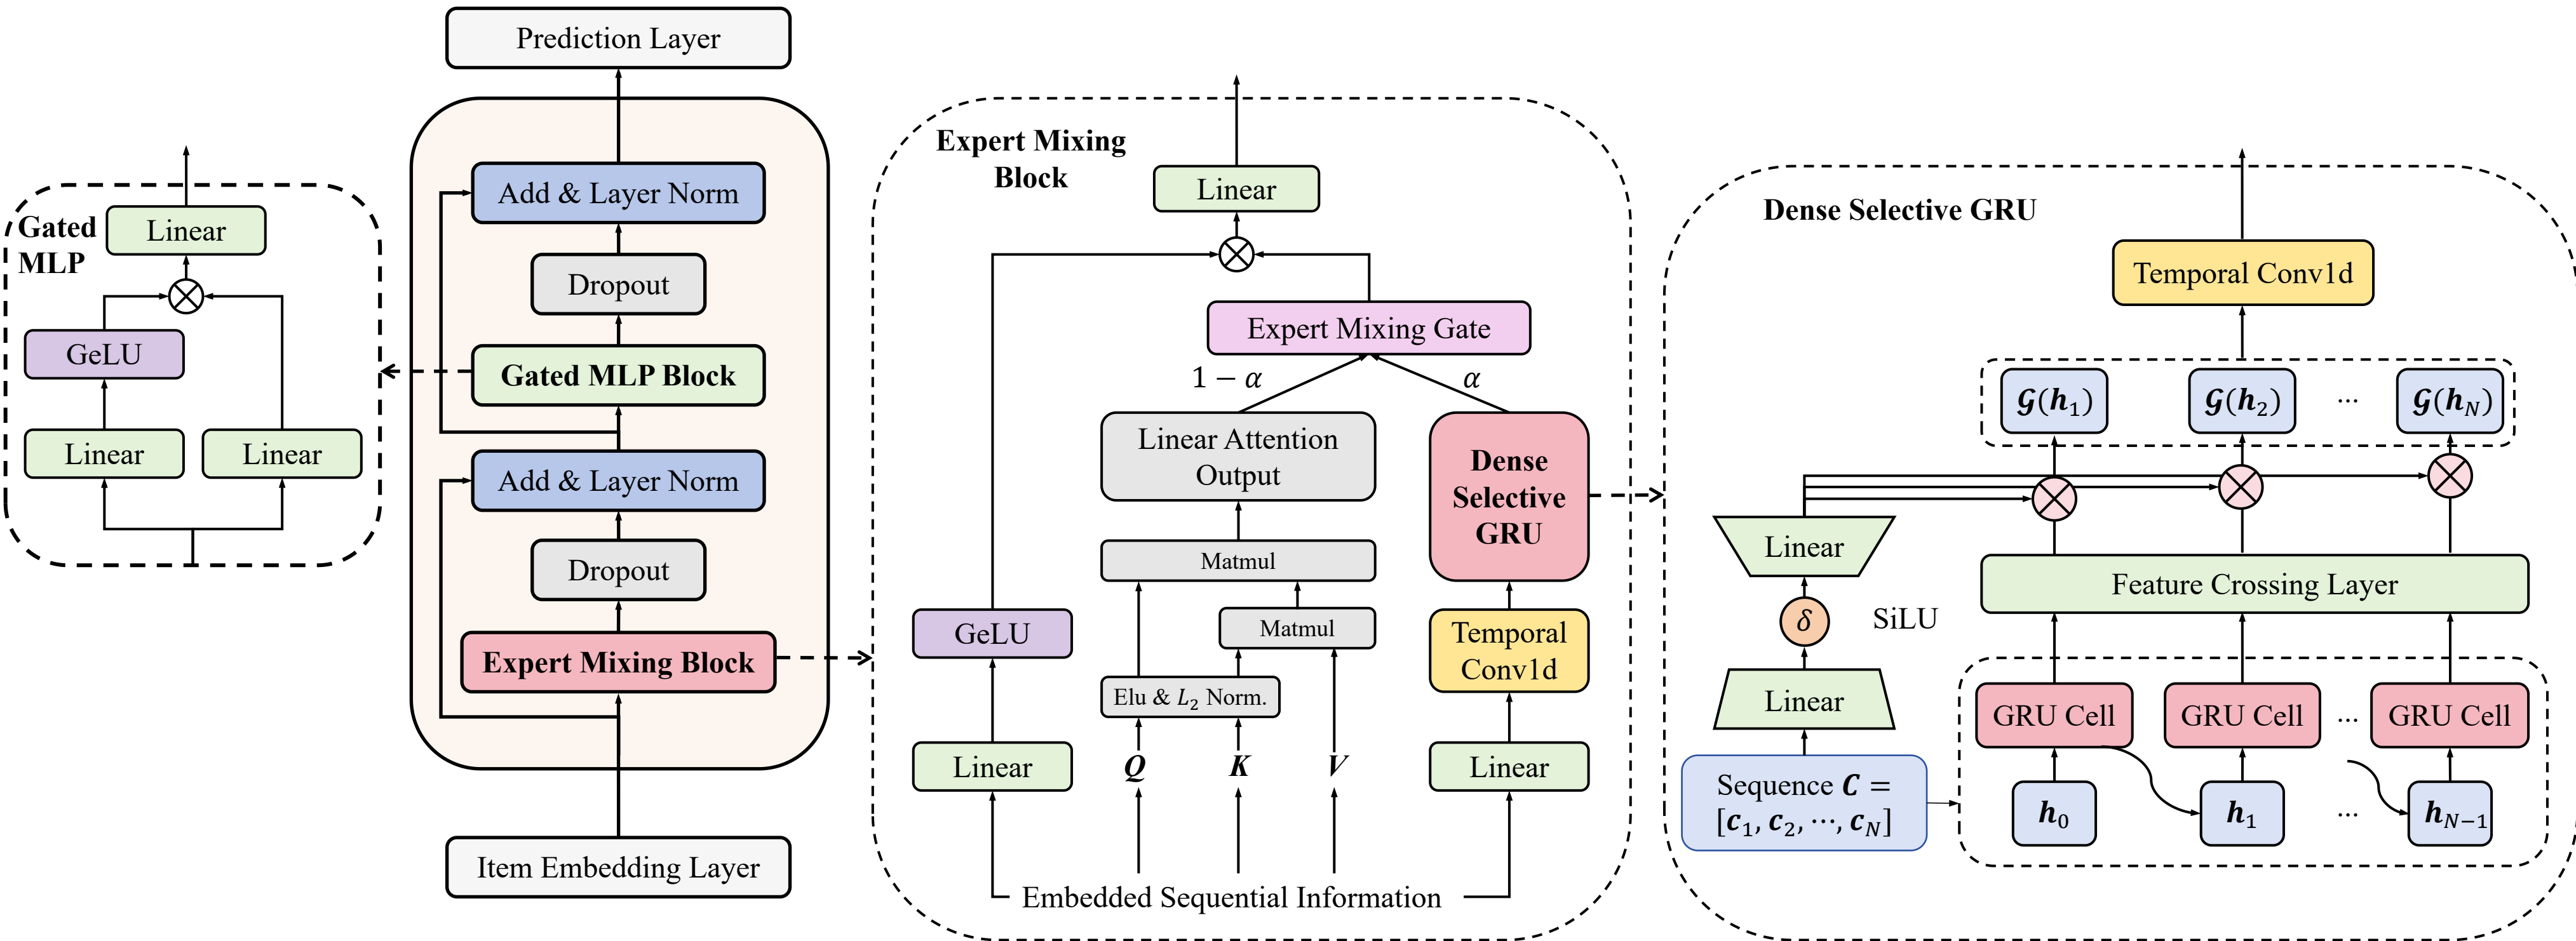 Gated
MLP
Linear
GeLU
Linear
Linear
Prediction Layer
Add & Layer Norm
Dropout
Gated MLP Block
Add & Layer Norm
Dropout
Expert Mixing Block
Item Embedding Layer
Expert Mixing
Block
Linear
Expert Mixing Gate
1 − α
α
Linear Attention
Output
Dense
Selective
GRU
Matmul
Matmul
GeLU
Temporal
Conv1d
Elu & L₂ Norm.
Linear
Q
K
V
Linear
Embedded Sequential Information
Dense Selective GRU
Temporal Conv1d
𝓖(h₁)
𝓖(h₂)
···
𝓖(h_N)
Linear
Feature Crossing Layer
δ
SiLU
Linear
GRU Cell
GRU Cell
···
GRU Cell
Sequence C =
[c₁, c₂, ···, c_N]
h₀
h₁
···
h_{N−1}